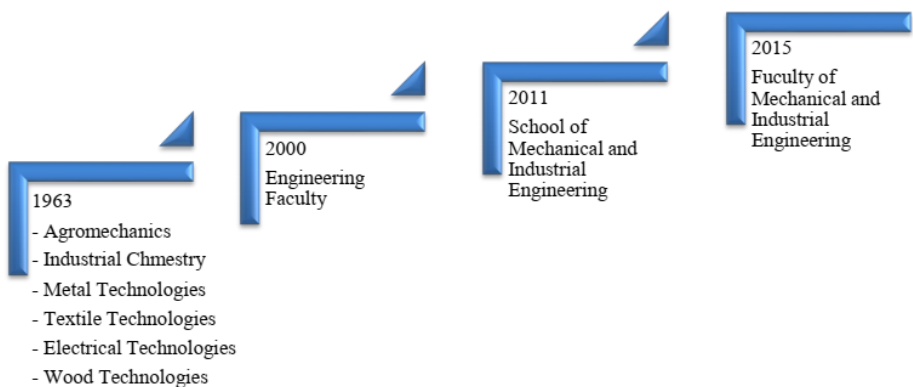 1963
- Agromechanics
- Industrial Chmestry
- Metal Technologies
- Textile Technologies
- Electrical Technologies
- Wood Technologies
2000
Engineering
Faculty
2011
School of
Mechanical and
Industrial
Engineering
2015
Fuculty of
Mechanical and
Industrial
Engineering